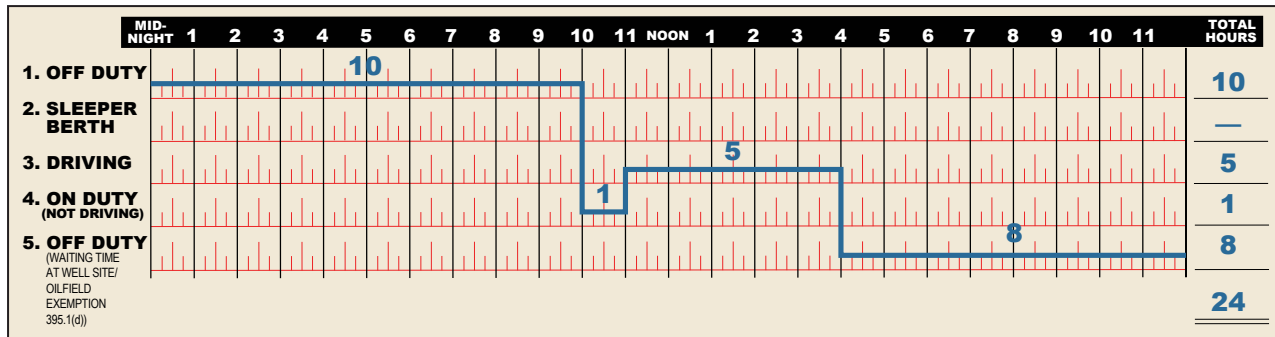 MID-
NIGHT 1 2 3 4 5 6 7 8 9 10 11 NOON 1 2 3 4 5 6 7 8 9 10 11 TOTAL
HOURS
1. OFF DUTY 10 10
2. SLEEPER
BERTH —
3. DRIVING 5 5
4. ON DUTY
(NOT DRIVING) 1 1
5. OFF DUTY 8 8
(WAITING TIME
AT WELL SITE/
OILFIELD
EXEMPTION
395.1(d))
24